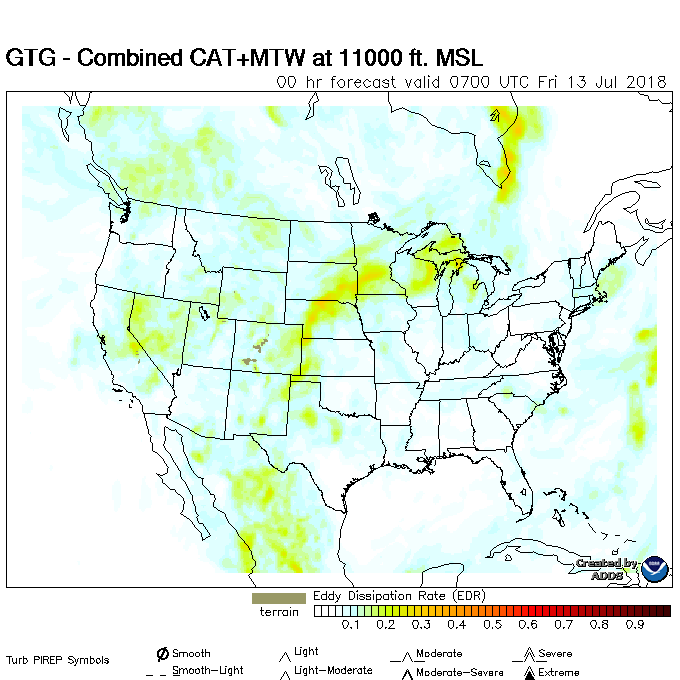 GTG - Combined CAT+MTW at 11000 ft. MSL
00 hr forecast valid 0700 UTC Fri 13 Jul 2018
Created by
ADDS
Eddy Dissipation Rate (EDR)
terrain
0.1 0.2 0.3 0.4 0.5 0.6 0.7 0.8 0.9
Turb PIREP Symbols
Smooth Light Moderate Severe
Smooth-Light Light-Moderate Moderate-Severe Extreme